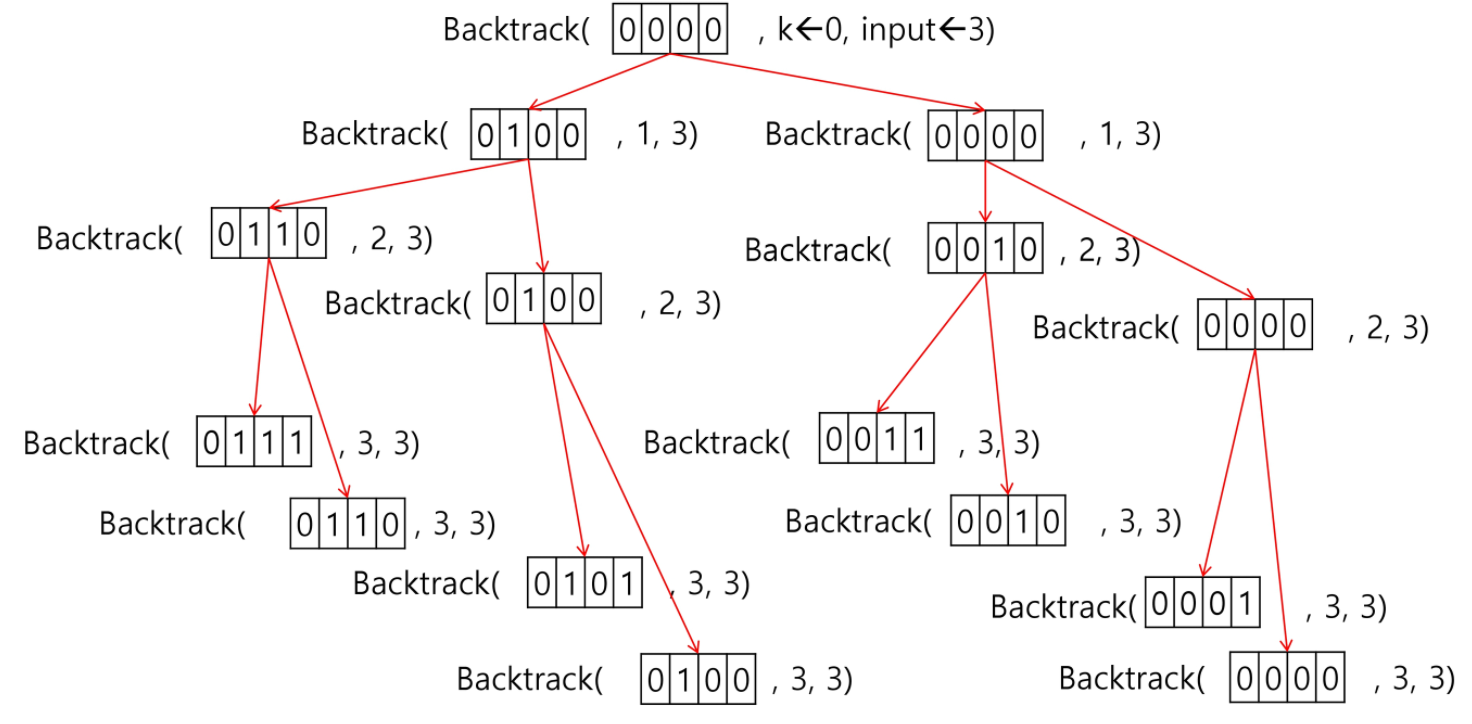 Backtrack( 0 0 0 0 , k←0, input←3)
Backtrack( 0 1 0 0 , 1, 3)
Backtrack( 0 0 0 0 , 1, 3)
Backtrack( 0 1 1 0 , 2, 3)
Backtrack( 0 1 0 0 , 2, 3)
Backtrack( 0 0 1 0 , 2, 3)
Backtrack( 0 0 0 0 , 2, 3)
Backtrack( 0 1 1 1 , 3, 3)
Backtrack( 0 1 1 0 , 3, 3)
Backtrack( 0 1 0 1 , 3, 3)
Backtrack( 0 1 0 0 , 3, 3)
Backtrack( 0 0 1 1 , 3, 3)
Backtrack( 0 0 1 0 , 3, 3)
Backtrack( 0 0 0 1 , 3, 3)
Backtrack( 0 0 0 0 , 3, 3)